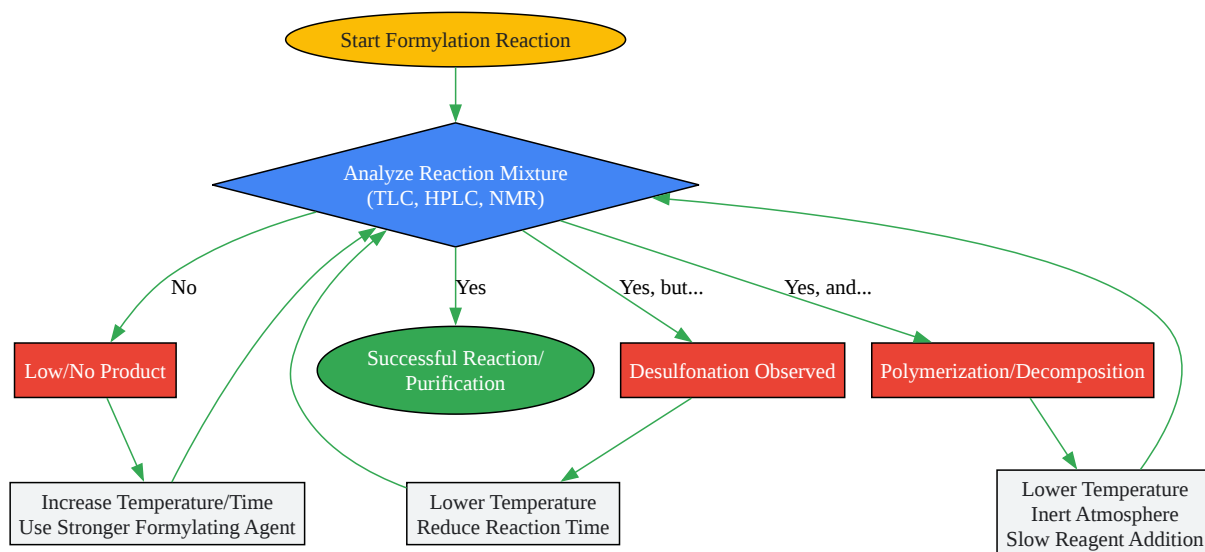 Start Formylation Reaction
Analyze Reaction Mixture
(TLC, HPLC, NMR)
No
Yes
Yes, but...
Yes, and...
Low/No Product
Successful Reaction/
Purification
Desulfonation Observed
Polymerization/Decomposition
Increase Temperature/Time
Use Stronger Formylating Agent
Lower Temperature
Reduce Reaction Time
Lower Temperature
Inert Atmosphere
Slow Reagent Addition